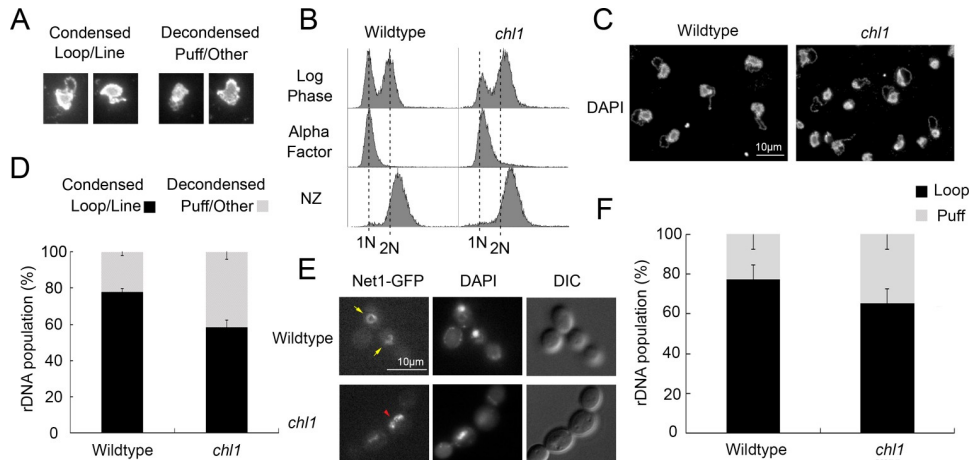 A
Condensed
Loop/Line
Decondensed
Puff/Other
B
Wildtype
chl1
Log
Phase
Alpha
Factor
NZ
1N
2N
1N
2N
C
Wildtype
chl1
DAPI
10µm
D
Condensed
Loop/Line
Decondensed
Puff/Other
rDNA population (%)
100
80
60
40
20
0
Wildtype
chl1
E
Net1-GFP
DAPI
DIC
Wildtype
10µm
chl1
F
Loop
Puff
rDNA population (%)
100
80
60
40
20
0
Wildtype
chl1